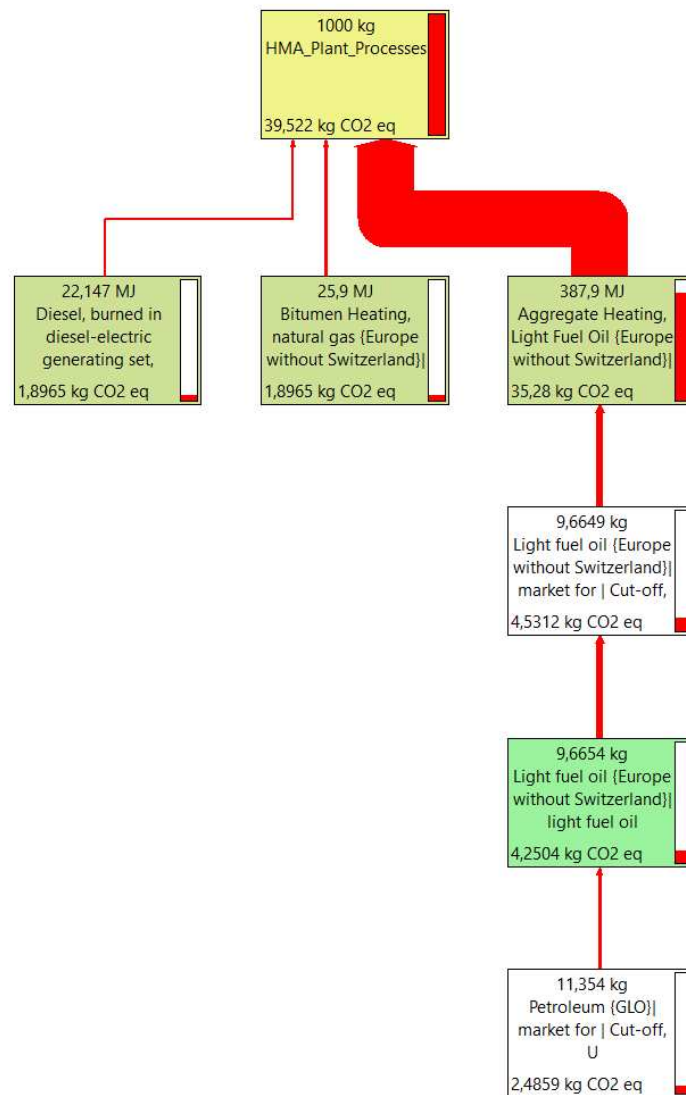 1000 kg
HMA_Plant_Processes
39,522 kg CO2 eq
22,147 MJ
Diesel, burned in
diesel-electric
generating set,
1,8965 kg CO2 eq
25,9 MJ
Bitumen Heating,
natural gas {Europe
without Switzerland}|
1,8965 kg CO2 eq
387,9 MJ
Aggregate Heating,
Light Fuel Oil {Europe
without Switzerland}|
35,28 kg CO2 eq
9,6649 kg
Light fuel oil {Europe
without Switzerland}|
market for | Cut-off,
4,5312 kg CO2 eq
9,6654 kg
Light fuel oil {Europe
without Switzerland}|
light fuel oil
4,2504 kg CO2 eq
11,354 kg
Petroleum {GLO}|
market for | Cut-off,
U
2,4859 kg CO2 eq